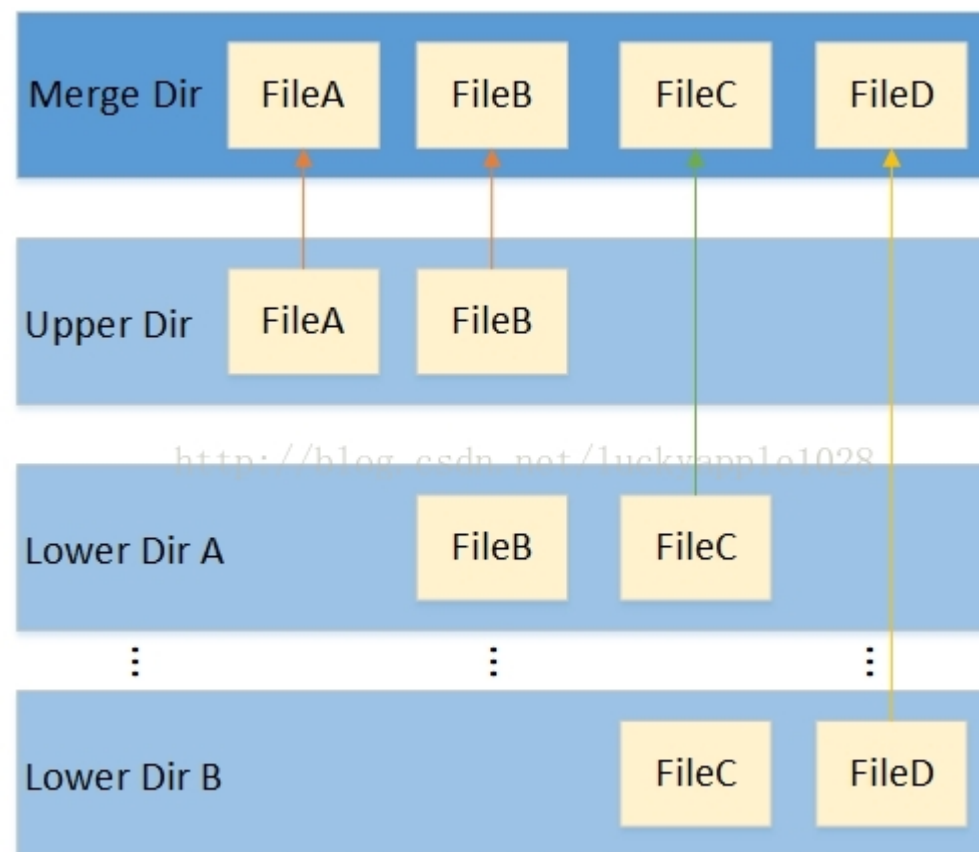 Merge Dir FileA FileB FileC FileD
Upper Dir FileA FileB
http://blog.csdn.net/luckyapple1028
Lower Dir A FileB FileC
⋮ ⋮ ⋮
Lower Dir B FileC FileD